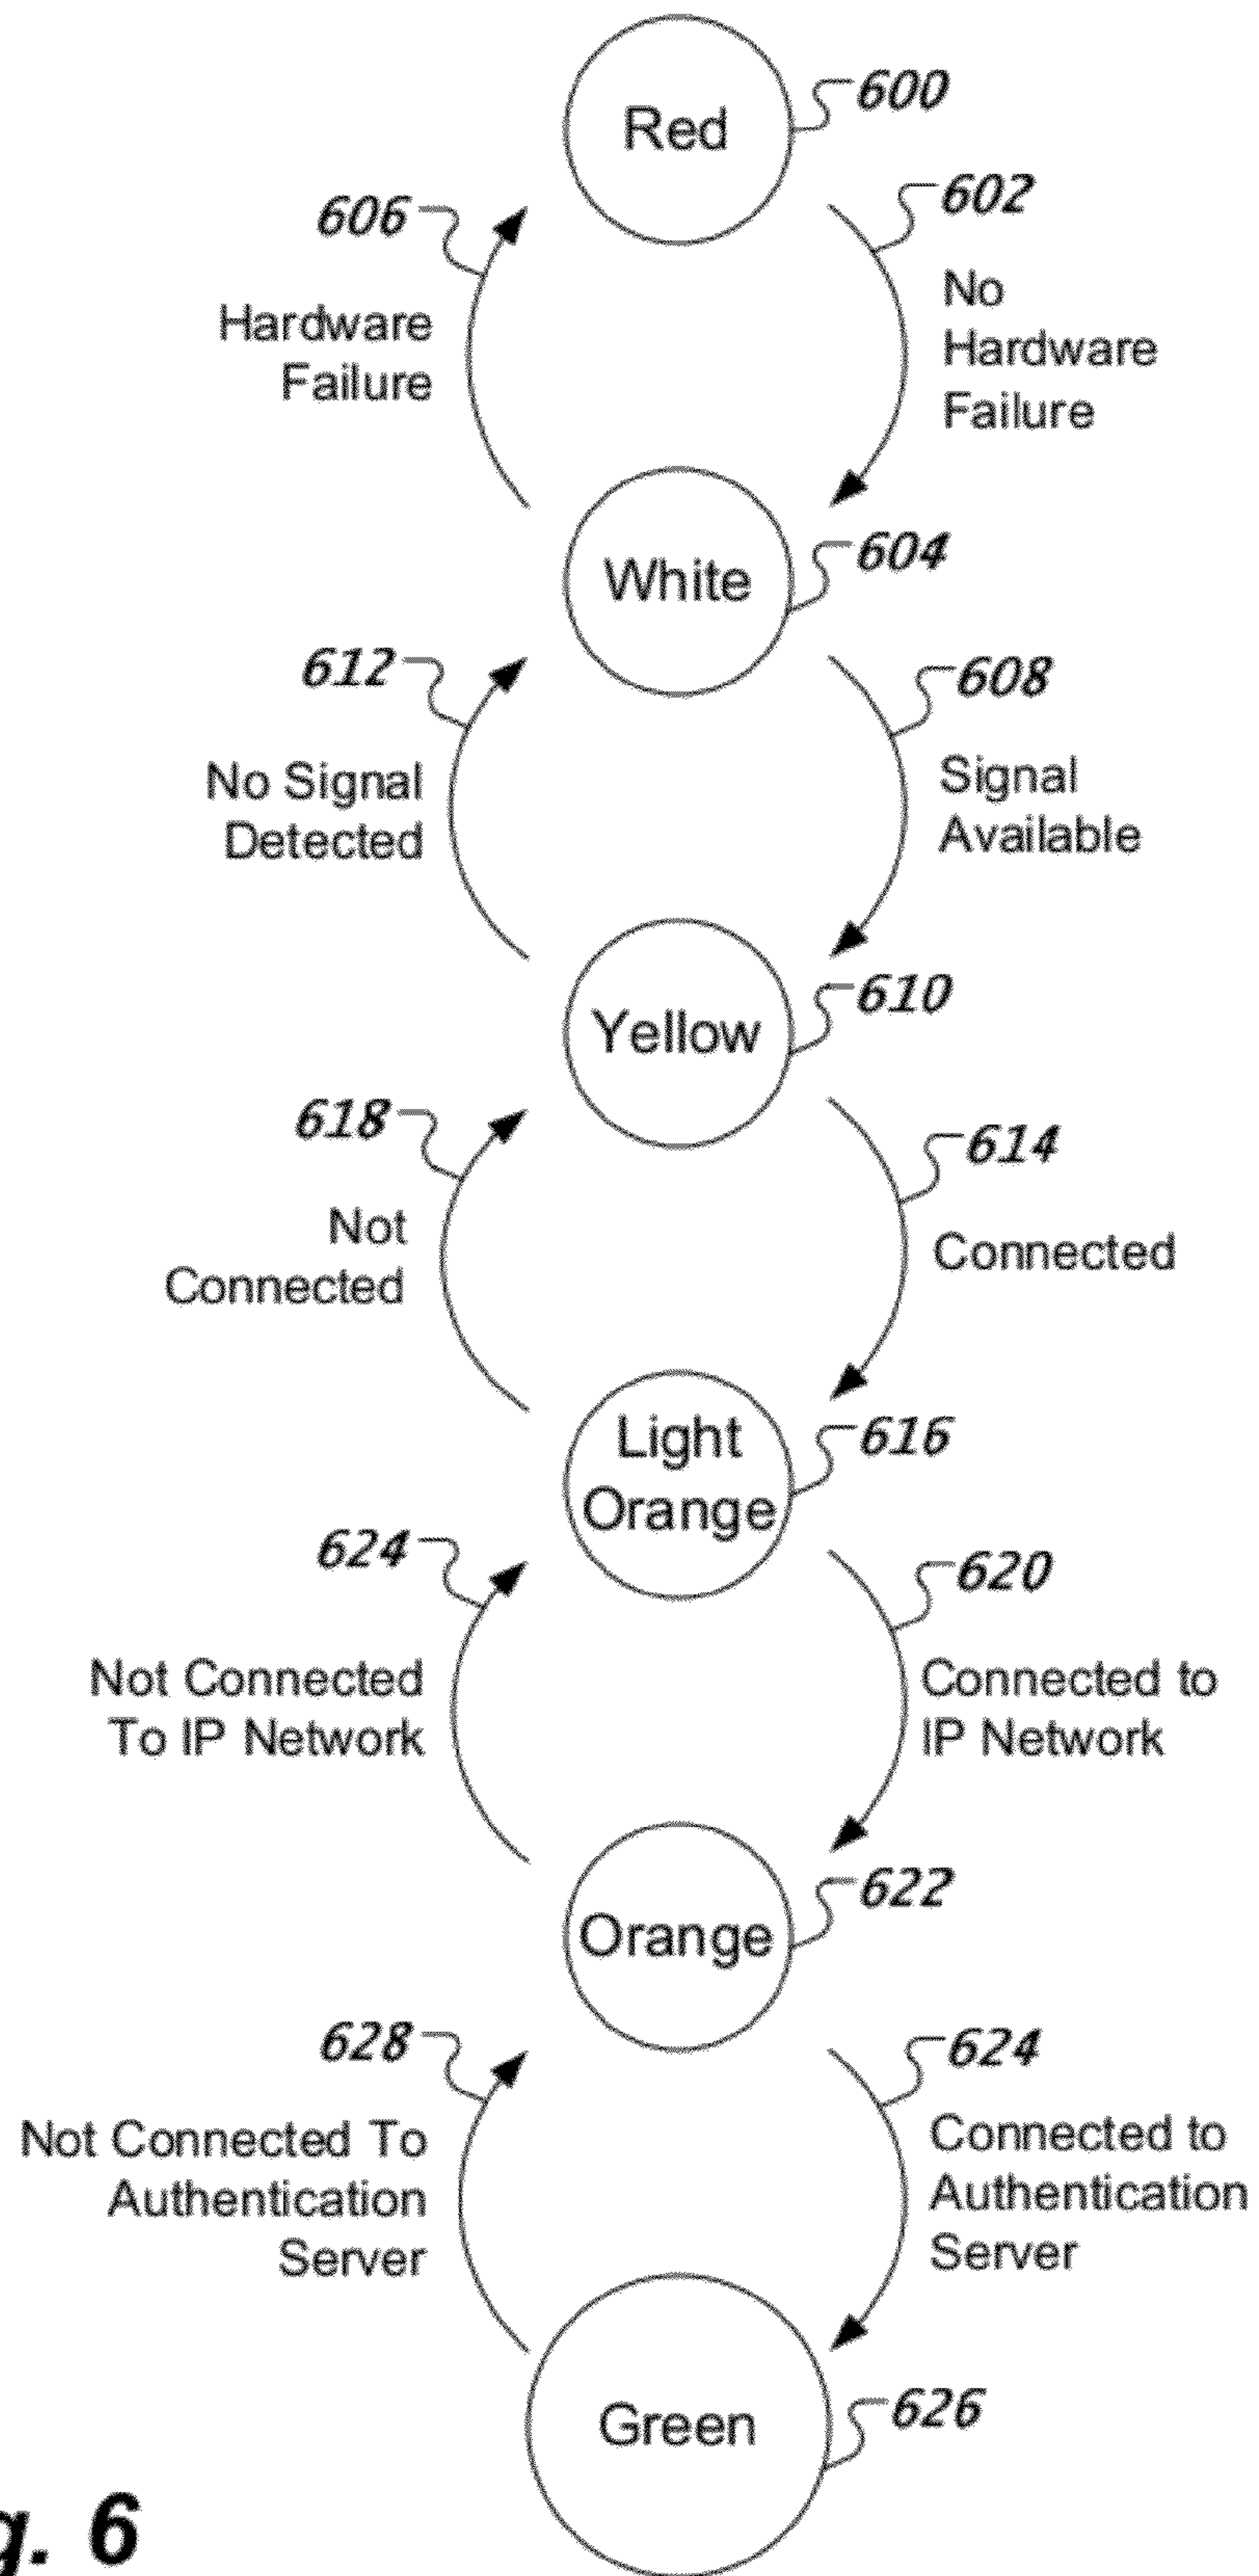 Red
600
606
602
Hardware
Failure
No
Hardware
Failure
White
604
612
608
No Signal
Detected
Signal
Available
Yellow
610
618
614
Not
Connected
Connected
Light
Orange
616
624
620
Not Connected
To IP Network
Connected to
IP Network
Orange
622
628
624
Not Connected To
Authentication
Server
Connected to
Authentication
Server
Green
626
g. 6